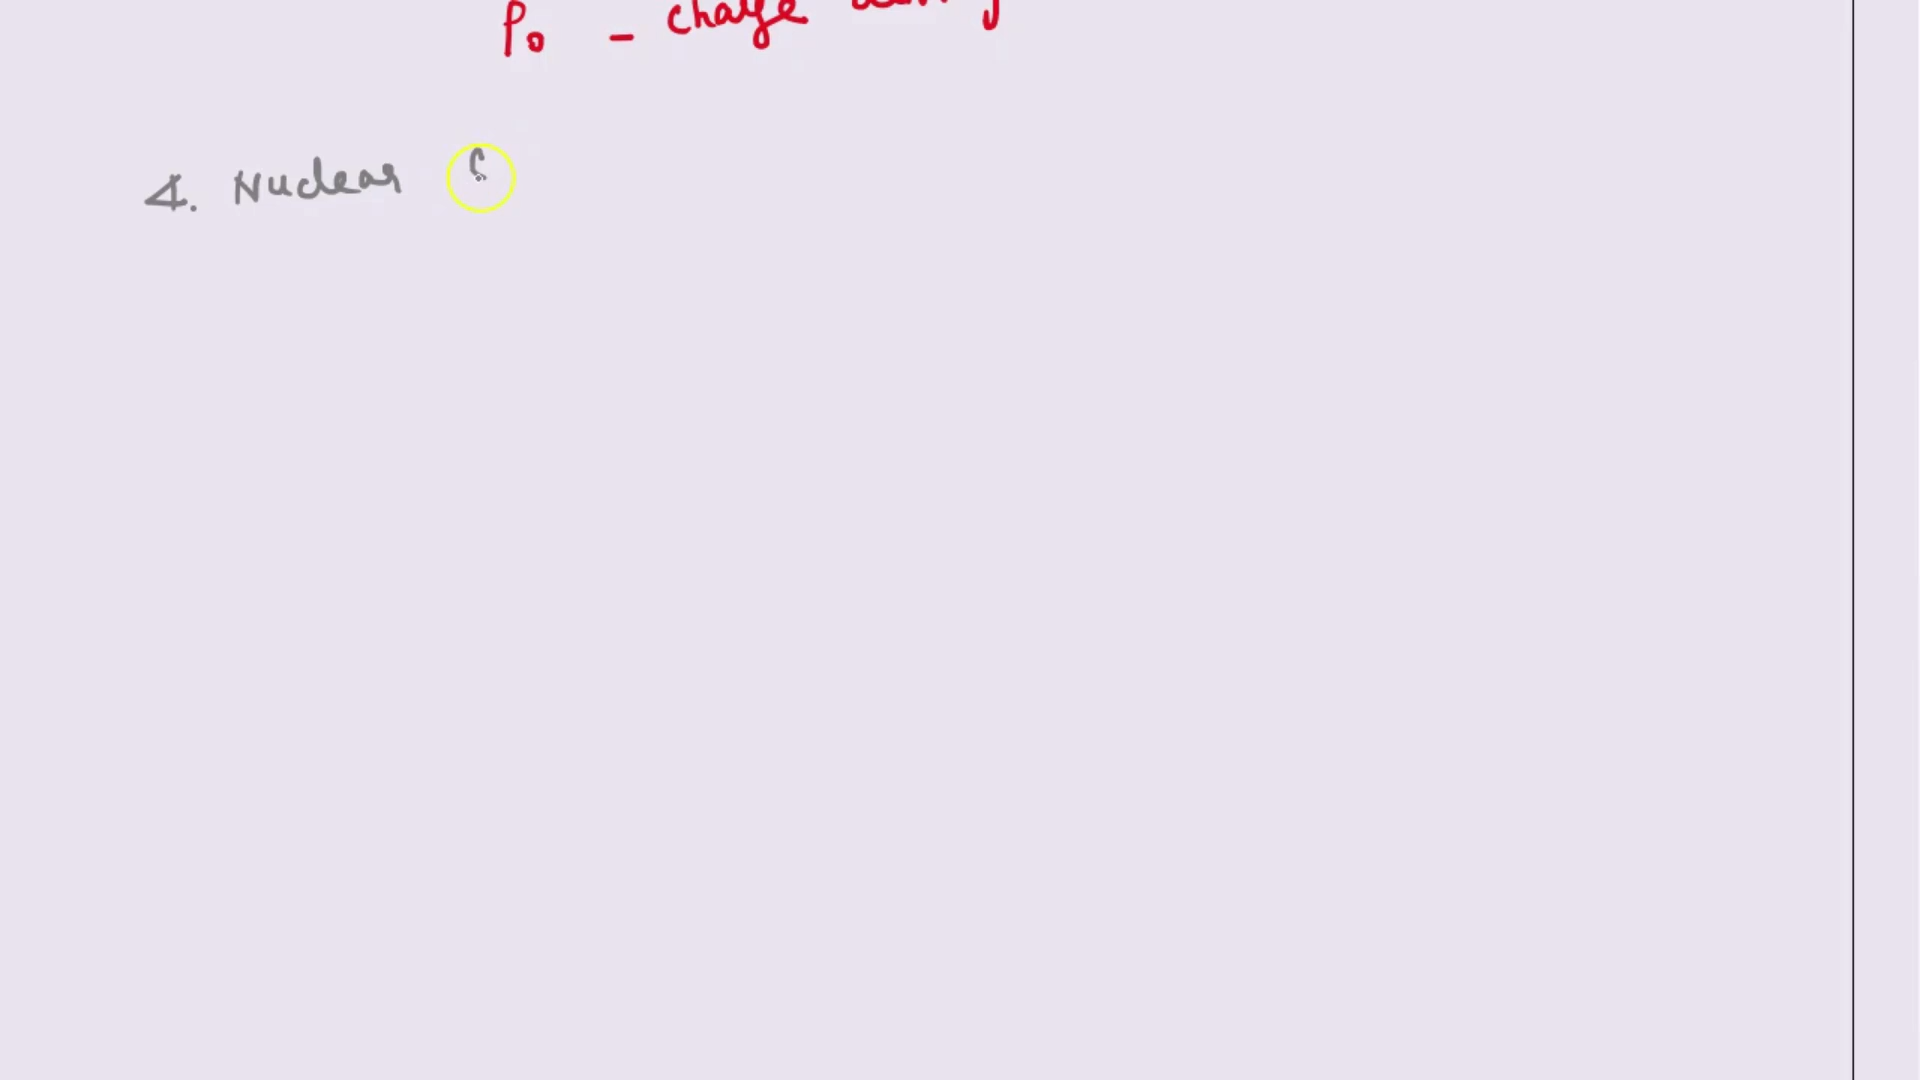 ρ₀ - charge
4. Nuclear